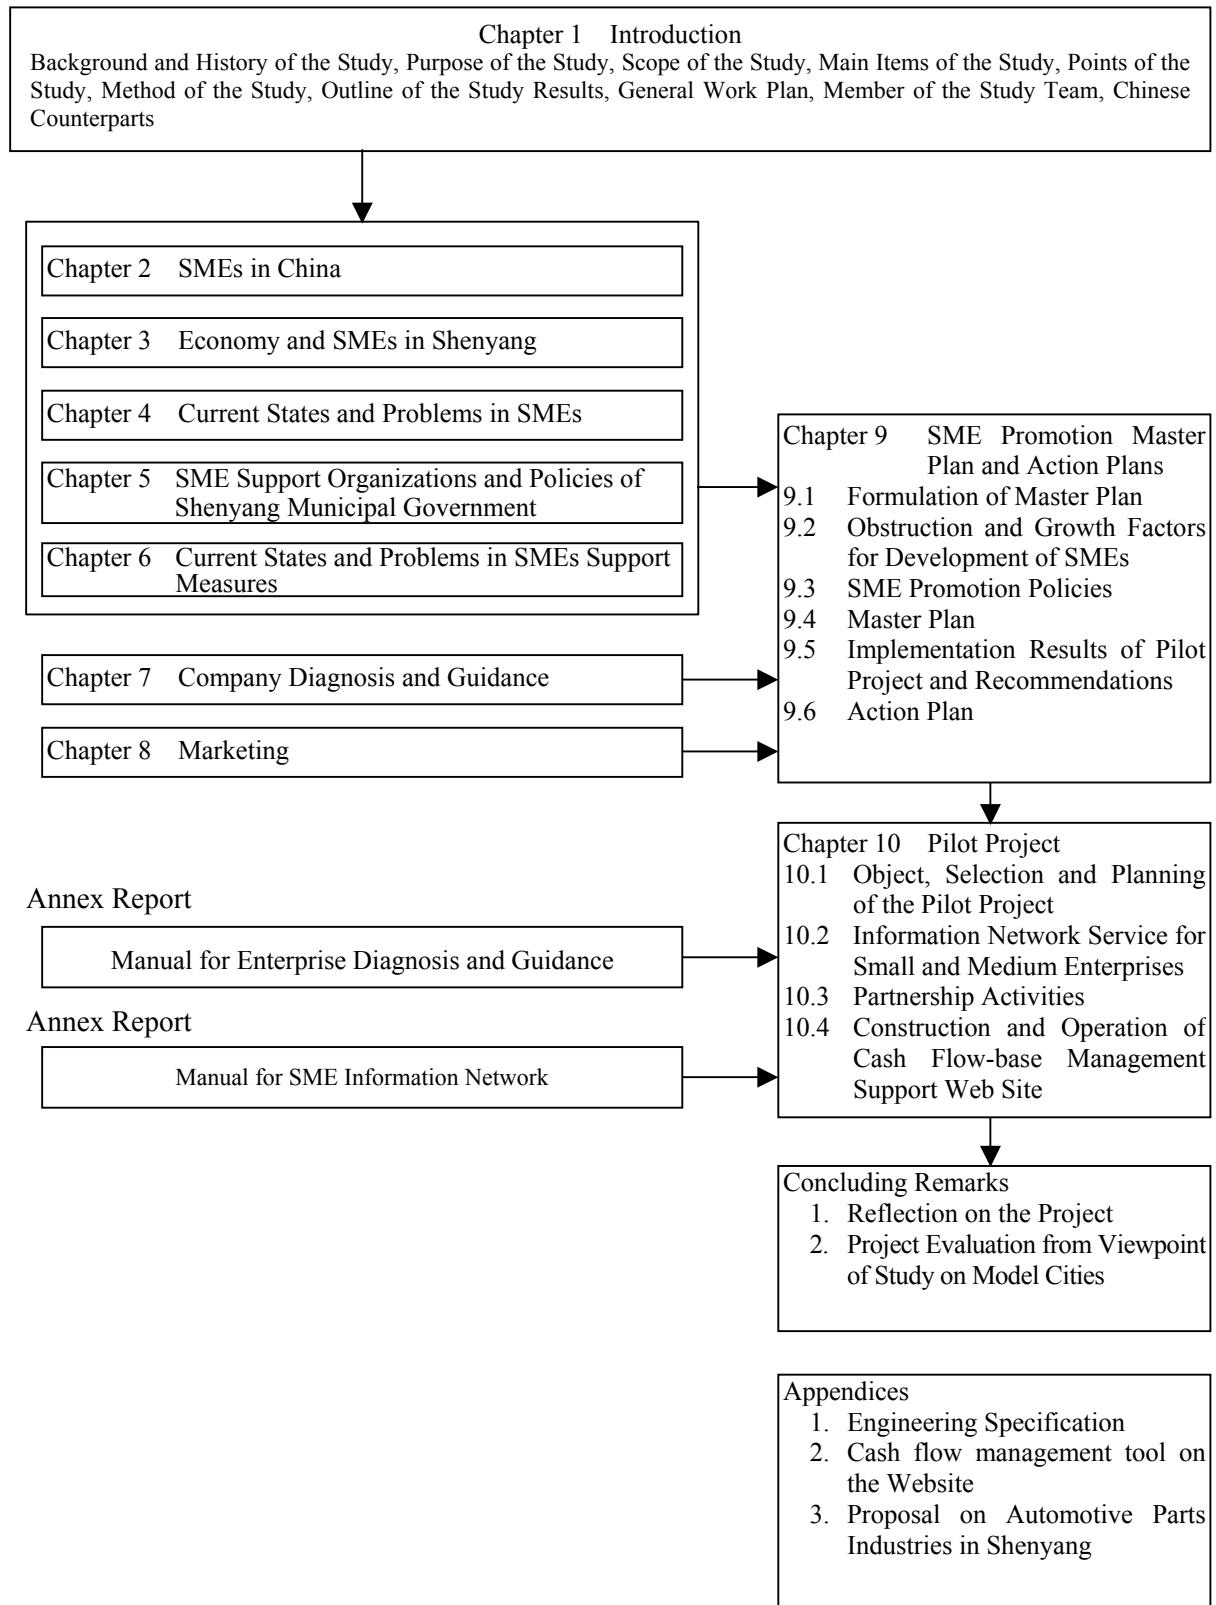 Chapter 1 Introduction
Background and History of the Study, Purpose of the Study, Scope of the Study, Main Items of the Study, Points of the
Study, Method of the Study, Outline of the Study Results, General Work Plan, Member of the Study Team, Chinese
Counterparts
Chapter 2 SMEs in China
Chapter 3 Economy and SMEs in Shenyang
Chapter 4 Current States and Problems in SMEs
Chapter 5 SME Support Organizations and Policies of
Shenyang Municipal Government
Chapter 6 Current States and Problems in SMEs Support
Measures
Chapter 7 Company Diagnosis and Guidance
Chapter 8 Marketing
Chapter 9 SME Promotion Master
Plan and Action Plans
9.1 Formulation of Master Plan
9.2 Obstruction and Growth Factors
for Development of SMEs
9.3 SME Promotion Policies
9.4 Master Plan
9.5 Implementation Results of Pilot
Project and Recommendations
9.6 Action Plan
Annex Report
Manual for Enterprise Diagnosis and Guidance
Annex Report
Manual for SME Information Network
Chapter 10 Pilot Project
10.1 Object, Selection and Planning
of the Pilot Project
10.2 Information Network Service for
Small and Medium Enterprises
10.3 Partnership Activities
10.4 Construction and Operation of
Cash Flow-base Management
Support Web Site
Concluding Remarks
1. Reflection on the Project
2. Project Evaluation from Viewpoint
of Study on Model Cities
Appendices
1. Engineering Specification
2. Cash flow management tool on
the Website
3. Proposal on Automotive Parts
Industries in Shenyang